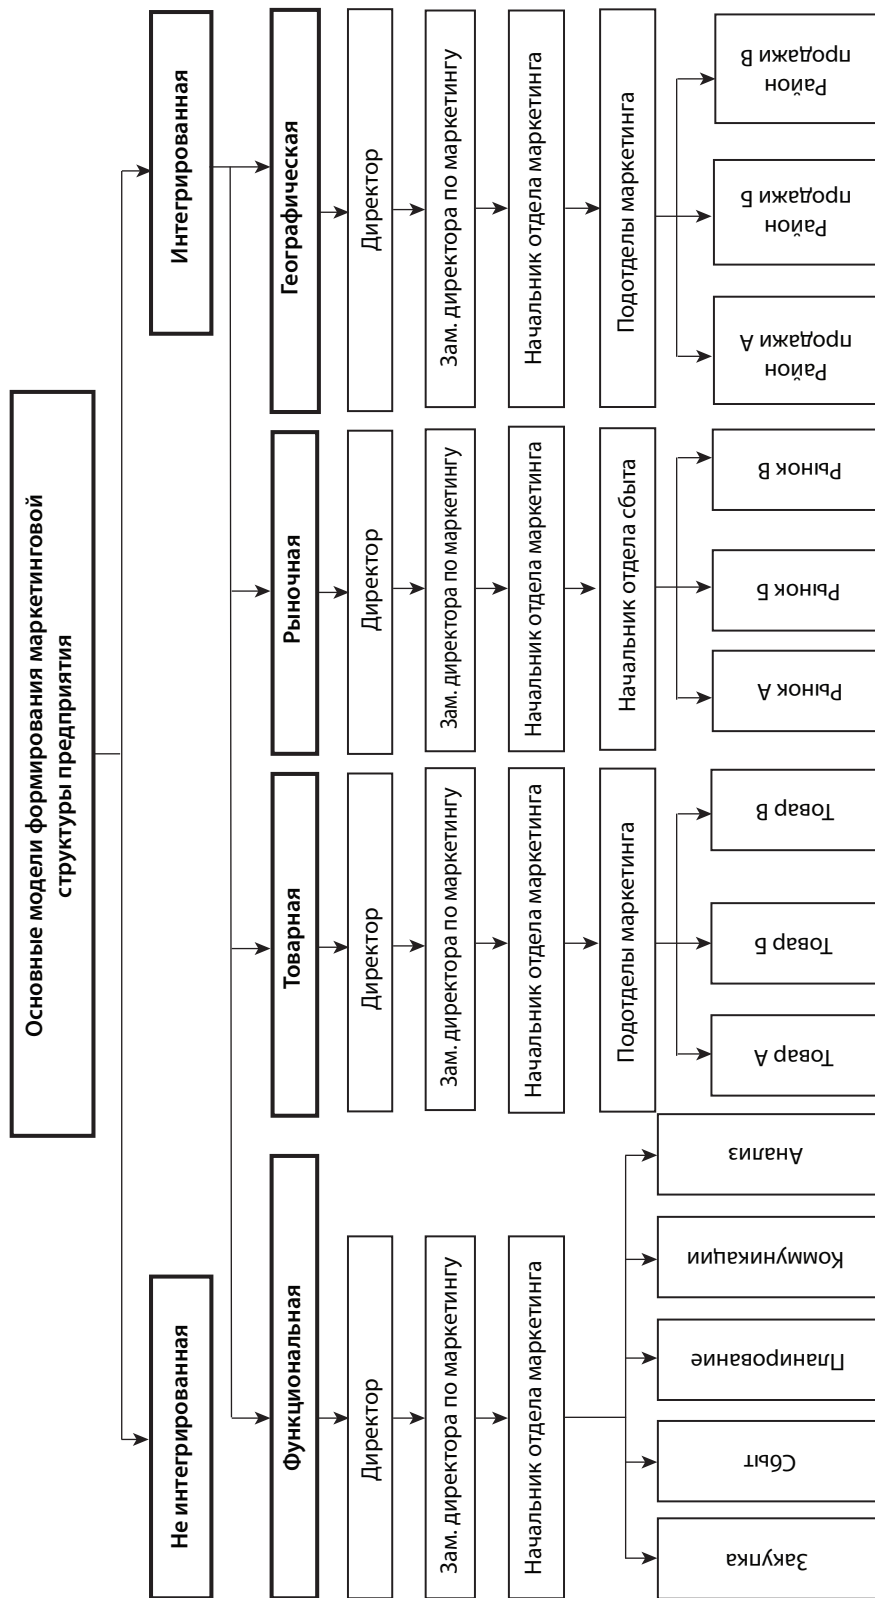 Основные модели формирования маркетинговой
структуры предприятия
Не интегрированная
Интегрированная
Функциональная
Товарная
Рыночная
Географическая
Директор
Директор
Директор
Директор
Зам. директора по маркетингу
Зам. директора по маркетингу
Зам. директора по маркетингу
Зам. директора по маркетингу
Начальник отдела маркетинга
Начальник отдела маркетинга
Начальник отдела маркетинга
Начальник отдела маркетинга
Подотделы маркетинга
Начальник отдела сбыта
Подотделы маркетинга
Закупка
Сбыт
Планирование
Коммуникации
Анализ
Товар А
Товар Б
Товар В
Рынок А
Рынок Б
Рынок В
Район
продажи А
Район
продажи Б
Район
продажи В